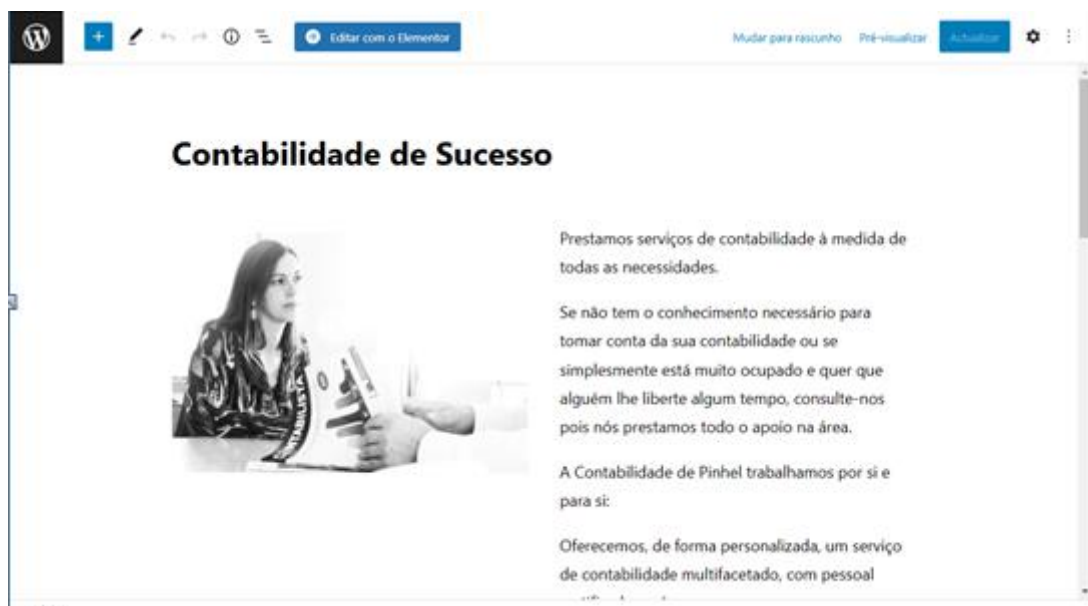 Editar com o Elementor
Mudar para rascunho
Pré-visualizar
Actualizar
Contabilidade de Sucesso
CONTABILISTA
Prestamos serviços de contabilidade à medida de
todas as necessidades.
Se não tem o conhecimento necessário para
tomar conta da sua contabilidade ou se
simplesmente está muito ocupado e quer que
alguém lhe liberte algum tempo, consulte-nos
pois nós prestamos todo o apoio na área.
A Contabilidade de Pinhel trabalhamos por si e
para si:
Oferecemos, de forma personalizada, um serviço
de contabilidade multifacetado, com pessoal